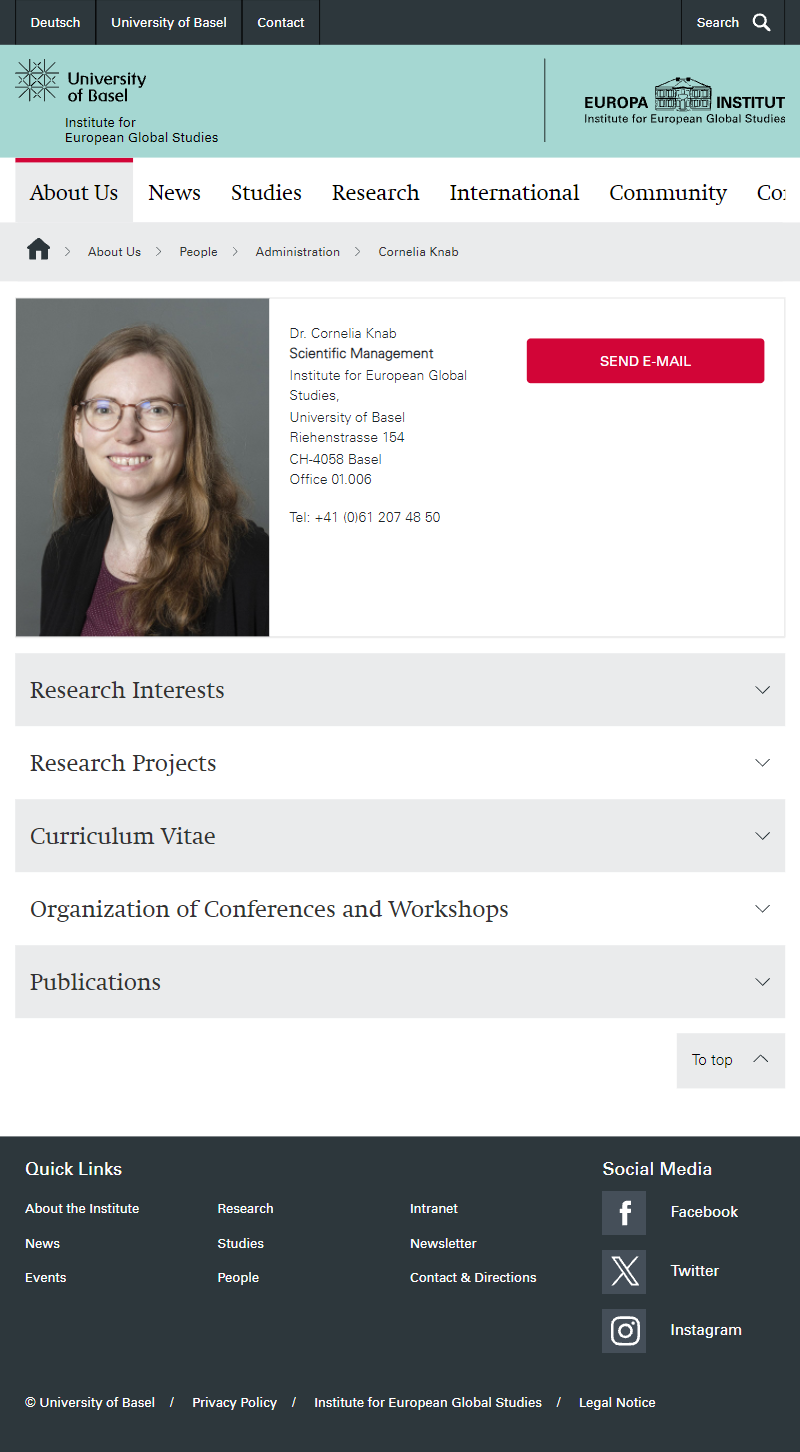 Deutsch
University of Basel
Contact
Search
University
of Basel
Institute for
European Global Studies
EUROPA INSTITUT
Institute for European Global Studies
About Us
News
Studies
Research
International
Community
About Us
People
Administration
Cornelia Knab
Dr. Cornelia Knab
Scientific Management
Institute for European Global
Studies,
University of Basel
Riehenstrasse 154
CH-4058 Basel
Office 01.006
Tel: +41 (0)61 207 48 50
SEND E-MAIL
Research Interests
Research Projects
Curriculum Vitae
Organization of Conferences and Workshops
Publications
To top
Quick Links
About the Institute
News
Events
Research
Studies
People
Intranet
Newsletter
Contact & Directions
Social Media
Facebook
Twitter
Instagram
© University of Basel / Privacy Policy / Institute for European Global Studies / Legal Notice